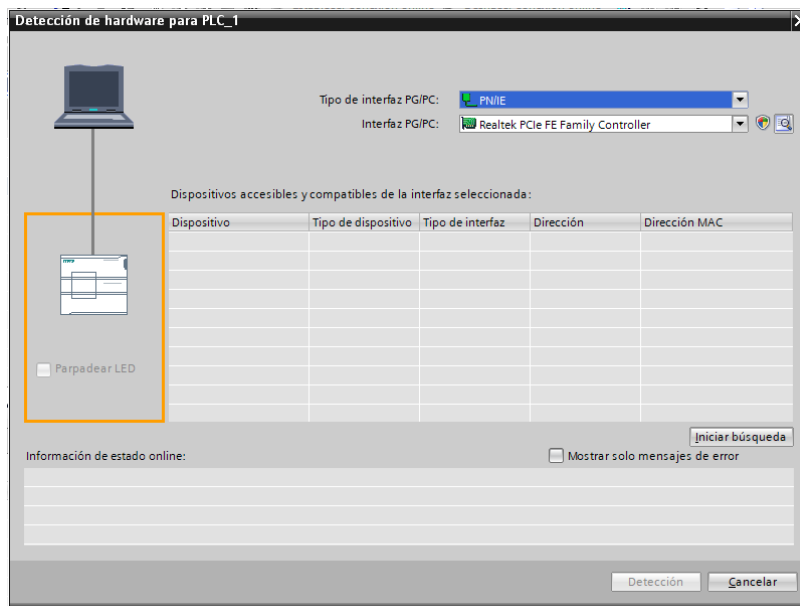 Detección de hardware para PLC_1
Tipo de interfaz PG/PC: PN/IE
Interfaz PG/PC: Realtek PCIe FE Family Controller
Dispositivos accesibles y compatibles de la interfaz seleccionada:
Dispositivo Tipo de dispositivo Tipo de interfaz Dirección Dirección MAC
Parpadear LED
Iniciar búsqueda
Información de estado online: Mostrar solo mensajes de error
Detección Cancelar